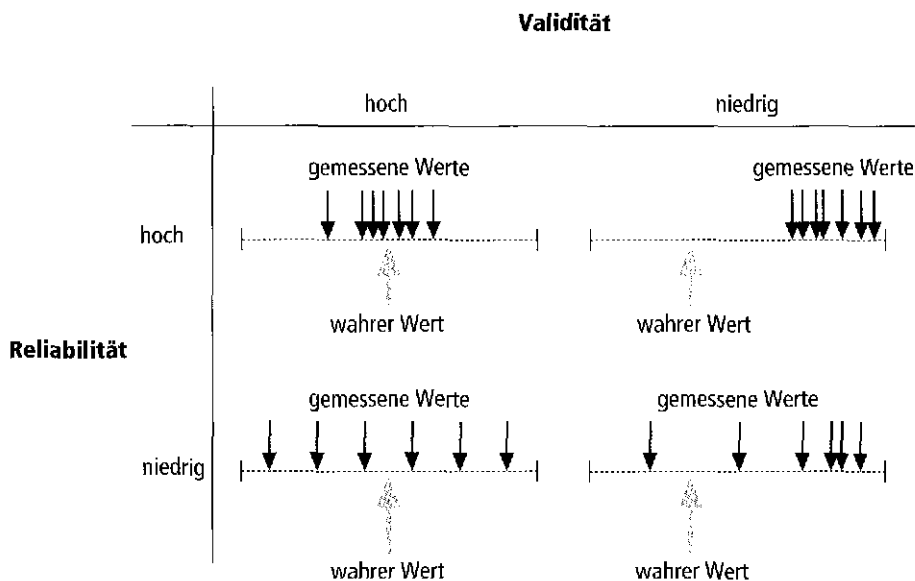 Validität
hoch niedrig
gemessene Werte gemessene Werte
hoch
wahrer Wert wahrer Wert
Reliabilität
gemessene Werte gemessene Werte
niedrig
wahrer Wert wahrer Wert